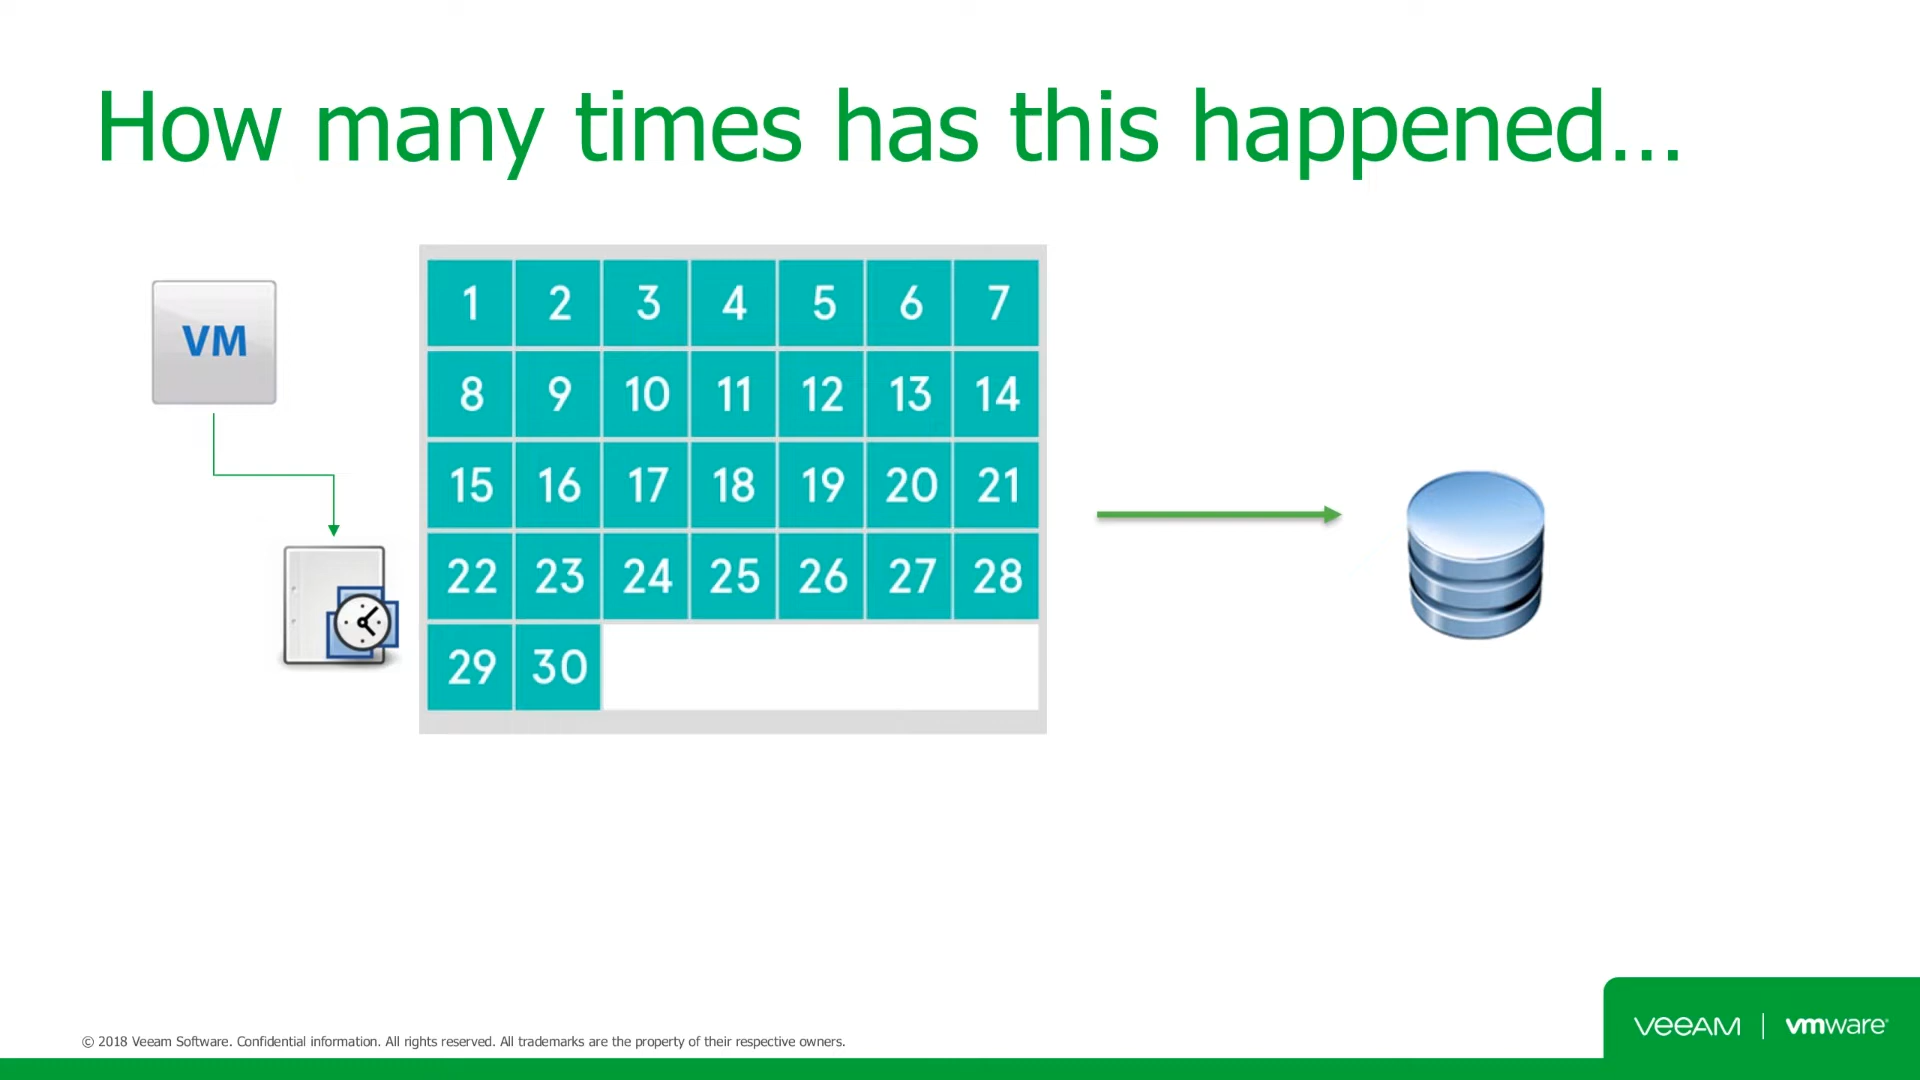 How many times has this happened...
VM
1 2 3 4 5 6 7
8 9 10 11 12 13 14
15 16 17 18 19 20 21
22 23 24 25 26 27 28
29 30
© 2018 Veeam Software. Confidential information. All rights reserved. All trademarks are the property of their respective owners.
VEEAM | vmware®